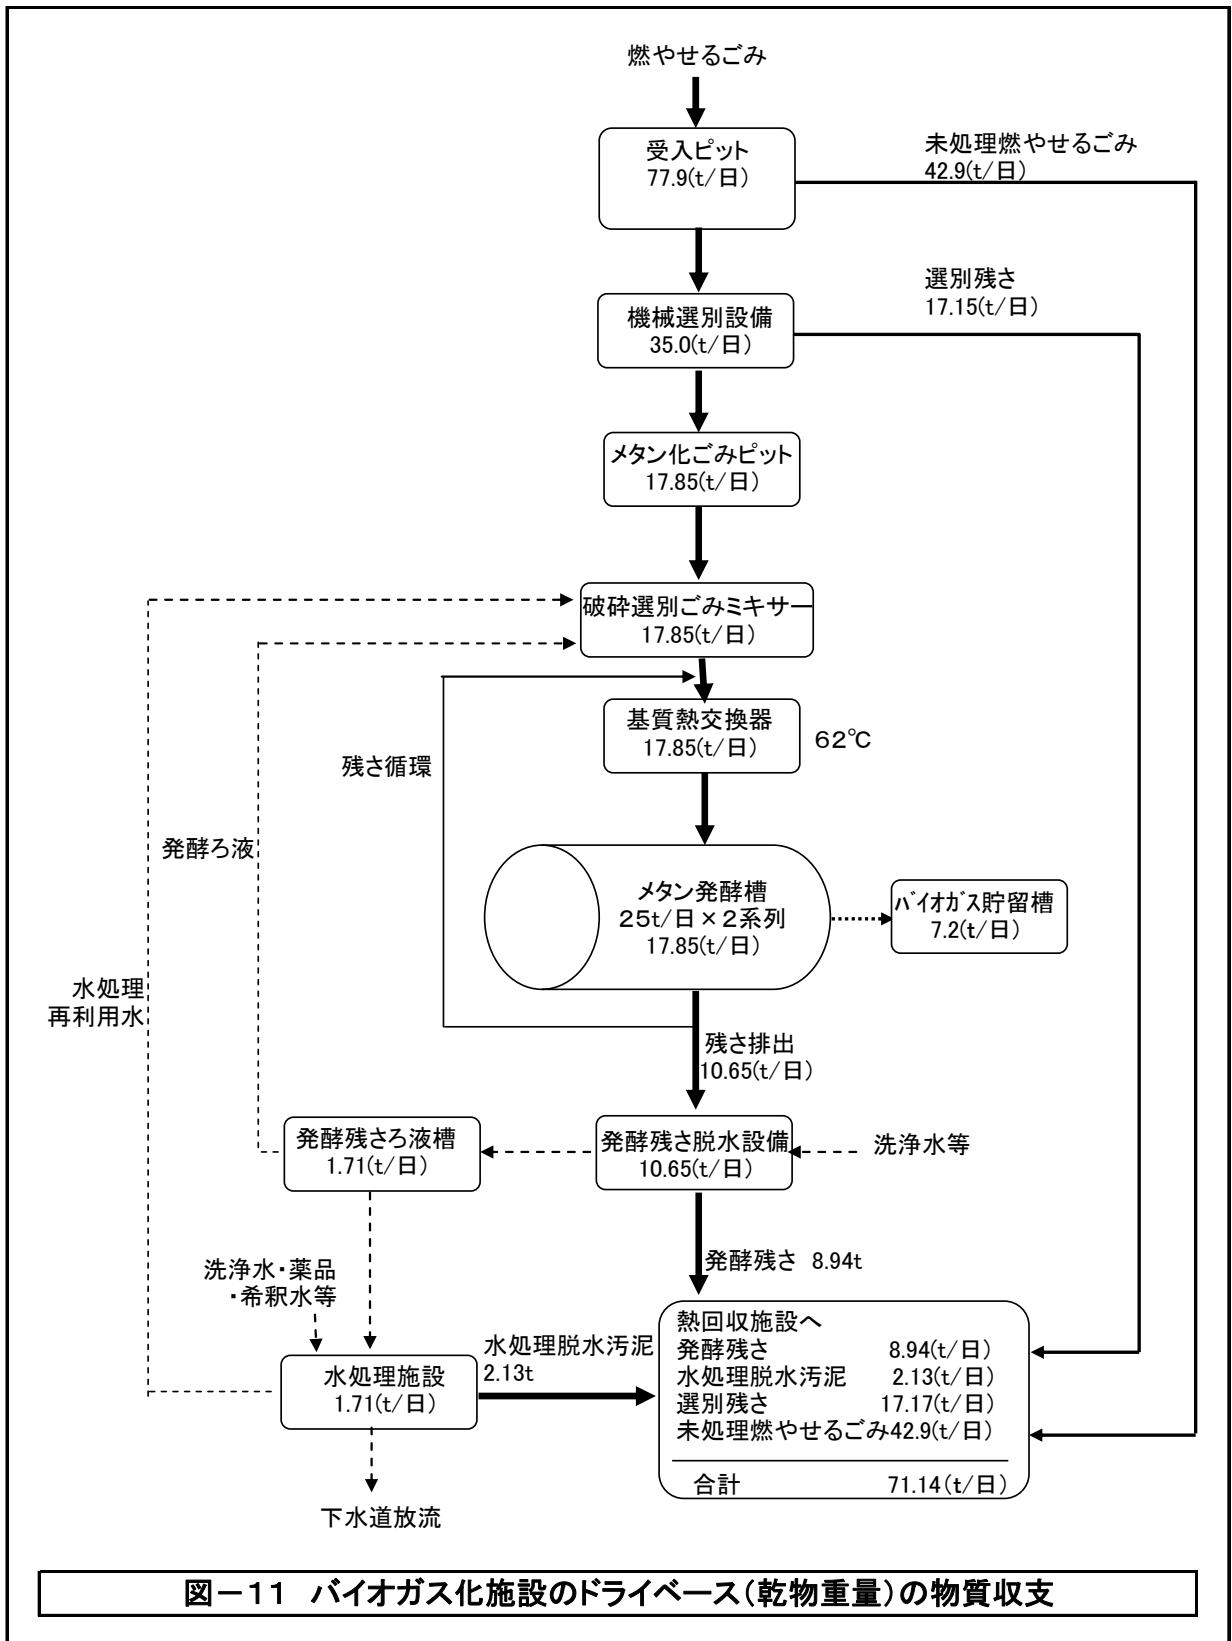 燃やせるごみ
受入ピット
77.9(t/日)
未処理燃やせるごみ
42.9(t/日)
選別残さ
17.15(t/日)
機械選別設備
35.0(t/日)
メタン化ごみピット
17.85(t/日)
破砕選別ごみミキサー
17.85(t/日)
基質熱交換器
17.85(t/日)
62℃
残さ循環
発酵ろ液
メタン発酵槽
25t/日×2系列
17.85(t/日)
バイオガス貯留槽
7.2(t/日)
水処理
再利用水
残さ排出
10.65(t/日)
発酵残さろ液槽
1.71(t/日)
発酵残さ脱水設備
10.65(t/日)
洗浄水等
発酵残さ 8.94t
洗浄水・薬品
・希釈水等
水処理施設
1.71(t/日)
水処理脱水汚泥
2.13t
熱回収施設へ
発酵残さ 8.94(t/日)
水処理脱水汚泥 2.13(t/日)
選別残さ 17.17(t/日)
未処理燃やせるごみ42.9(t/日)
合計 71.14(t/日)
下水道放流
図－11 バイオガス化施設のドライベース(乾物重量)の物質収支